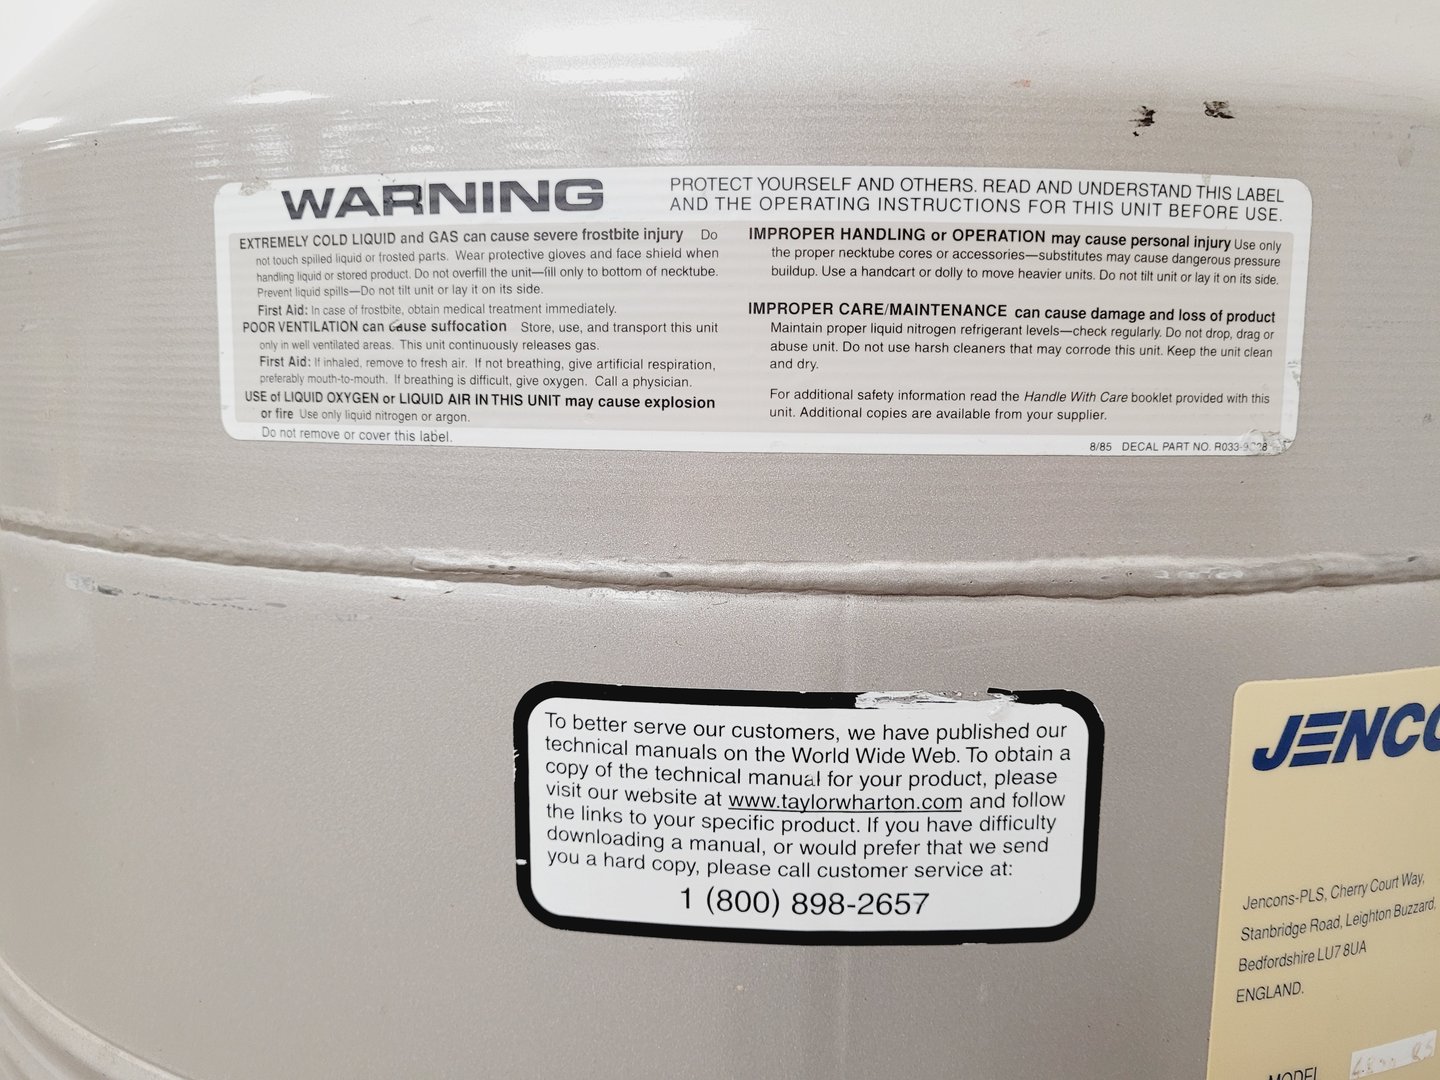 WARNING
PROTECT YOURSELF AND OTHERS. READ AND UNDERSTAND THIS LABEL
AND THE OPERATING INSTRUCTIONS FOR THIS UNIT BEFORE USE.
EXTREMELY COLD LIQUID and GAS can cause severe frostbite injury Do
not touch spilled liquid or frosted parts. Wear protective gloves and face shield when
handling liquid or stored product. Do not overfill the unit—fill only to bottom of necktube.
Prevent liquid spills—Do not tilt unit or lay it on its side.
First Aid: In case of frostbite, obtain medical treatment immediately.
POOR VENTILATION can cause suffocation Store, use, and transport this unit
only in well ventilated areas. This unit continuously releases gas.
First Aid: If inhaled, remove to fresh air. If not breathing, give artificial respiration,
preferably mouth-to-mouth. If breathing is difficult, give oxygen. Call a physician.
USE of LIQUID OXYGEN or LIQUID AIR IN THIS UNIT may cause explosion
or fire Use only liquid nitrogen or argon.
Do not remove or cover this label.
IMPROPER HANDLING or OPERATION may cause personal injury Use only
the proper necktube cores or accessories—substitutes may cause dangerous pressure
buildup. Use a handcart or dolly to move heavier units. Do not tilt unit or lay it on its side.
IMPROPER CARE/MAINTENANCE can cause damage and loss of product
Maintain proper liquid nitrogen refrigerant levels—check regularly. Do not drop, drag or
abuse unit. Do not use harsh cleaners that may corrode this unit. Keep the unit clean
and dry.
For additional safety information read the Handle With Care booklet provided with this
unit. Additional copies are available from your supplier.
8/85 DECAL PART NO.
To better serve our customers, we have published our
technical manuals on the World Wide Web. To obtain a
copy of the technical manual for your product, please
visit our website at www.taylorwharton.com and follow
the links to your specific product. If you have difficulty
downloading a manual, or would prefer that we send
you a hard copy, please call customer service at:
1 (800) 898-2657
JENCO
Jencons-PLS, Cherry Court Way,
Stanbridge Road, Leighton Buzzard,
Bedfordshire LU7 8UA
ENGLAND.
MODEL